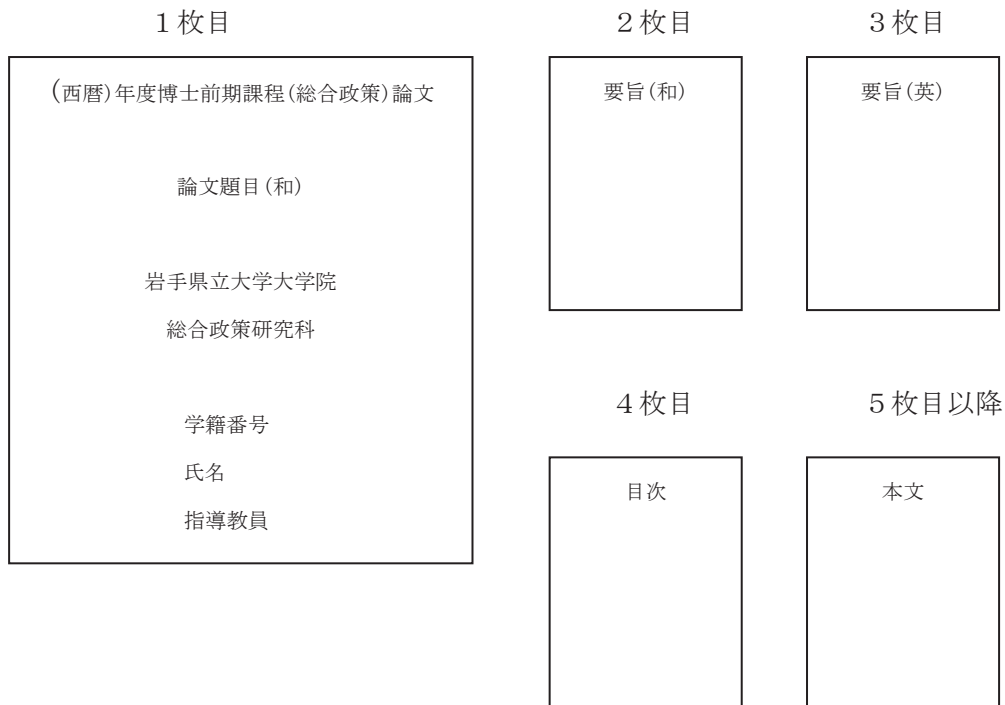 １枚目
(西暦)年度博士前期課程(総合政策)論文
論文題目(和)
岩手県立大学大学院
総合政策研究科
学籍番号
氏名
指導教員
２枚目
要旨(和)
３枚目
要旨(英)
４枚目
目次
５枚目以降
本文